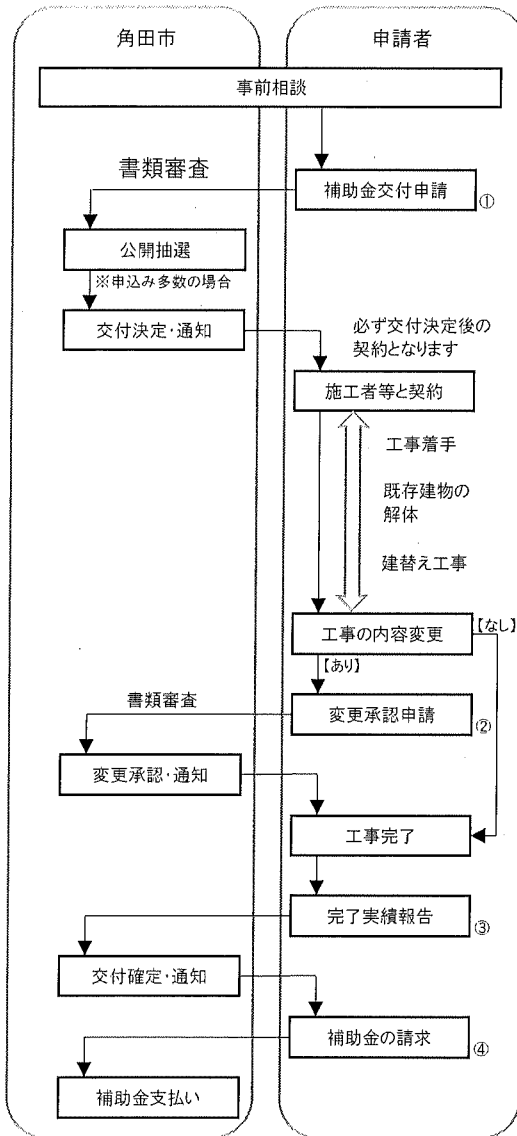 角田市
申請者
事前相談
書類審査
補助金交付申請
①
公開抽選
※申込み多数の場合
交付決定・通知
必ず交付決定後の
契約となります
施工者等と契約
工事着手
既存建物の
解体
建替え工事
工事の内容変更
【なし】
【あり】
書類審査
変更承認申請
②
変更承認・通知
工事完了
完了実績報告
③
交付確定・通知
補助金の請求
④
補助金支払い